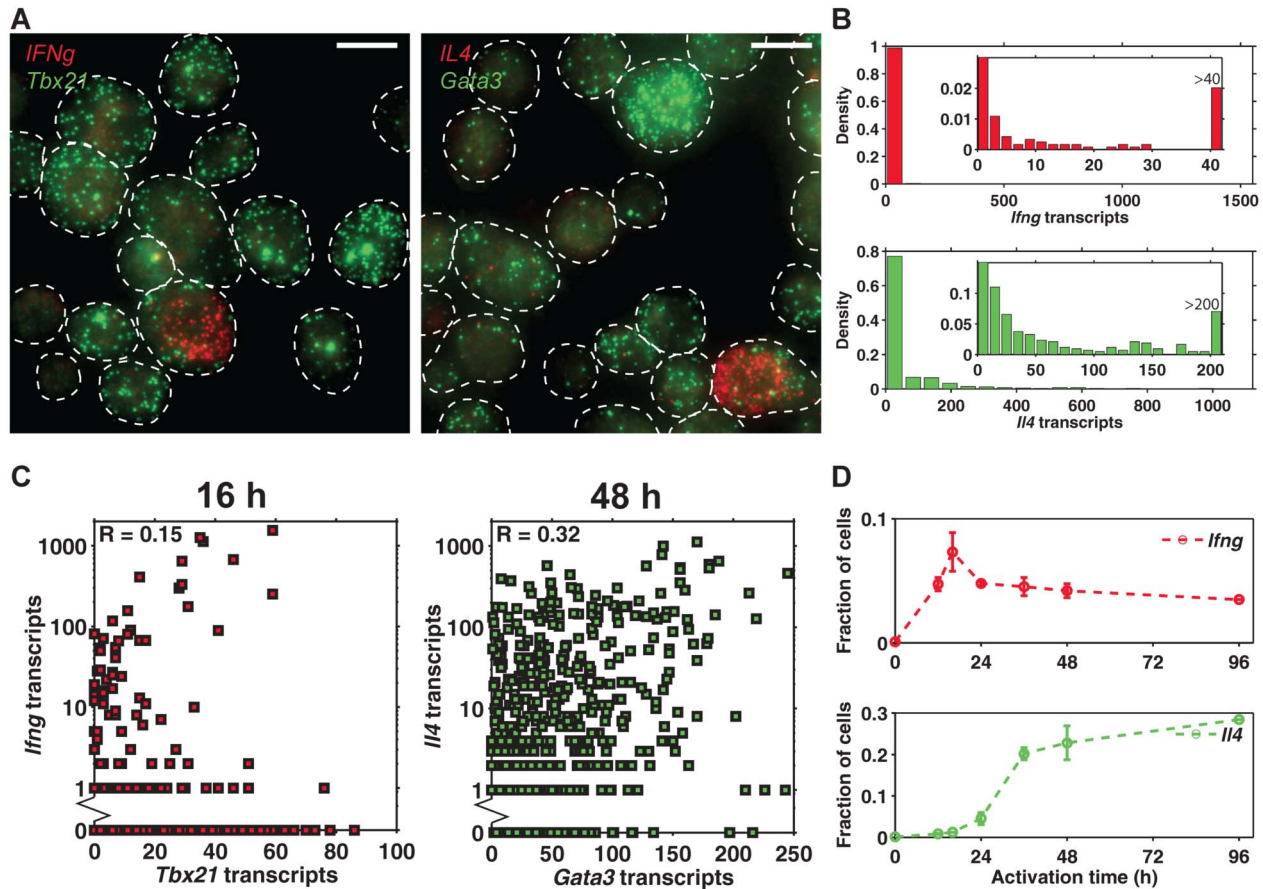 A
IFNg
Tbx21
IL4
Gata3
B
Density
1
0.8
0.6
0.4
0.2
0
0.02
0.01
0
0 10 20 30 40
>40
500 1000 1500
Ifng transcripts
Density
0.8
0.6
0.4
0.2
0
0.1
0.05
0
0 50 100 150 200
>200
0 200 400 600 800 1000
Il4 transcripts
C
16 h
R = 0.15
Ifng transcripts
1000
100
10
1
0
0 20 40 60 80 100
Tbx21 transcripts
48 h
R = 0.32
Il4 transcripts
1000
100
10
1
0
0 50 100 150 200 250
Gata3 transcripts
D
Fraction of cells
0.1
0
Ifng
0 24 48 72 96
Fraction of cells
0.3
0.2
0.1
0
Il4
0 24 48 72 96
Activation time (h)